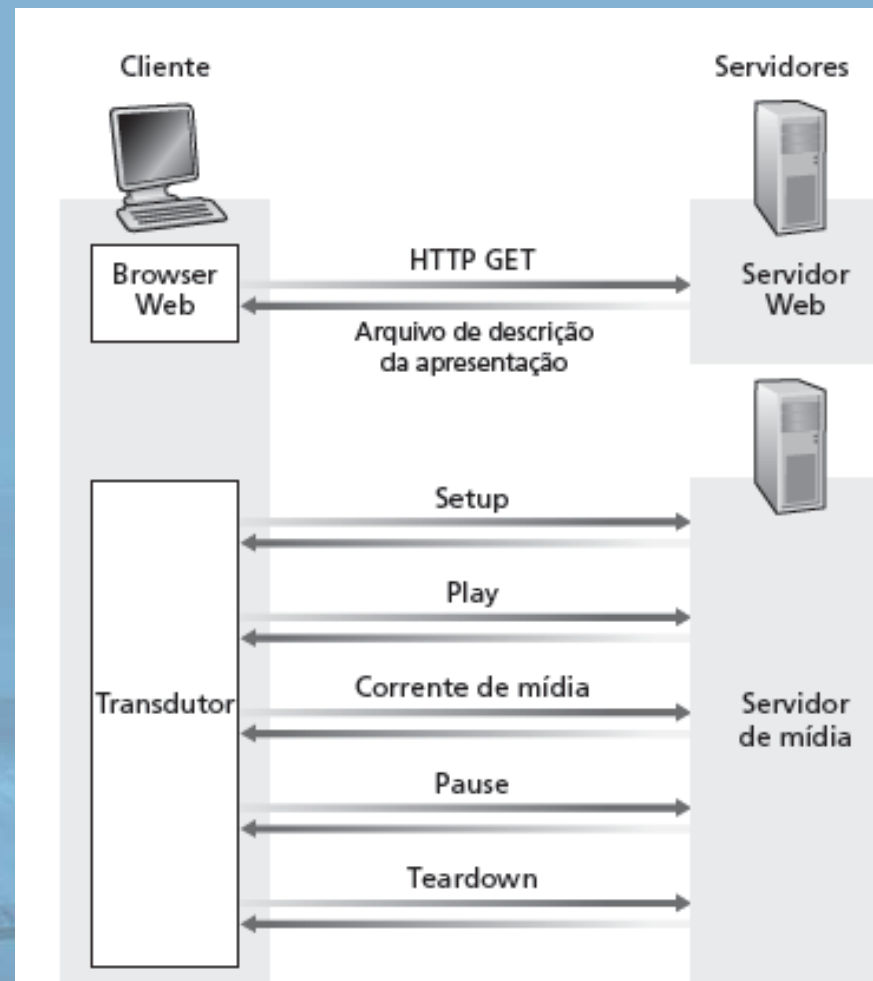 Cliente
Servidores
Browser
Web
HTTP GET
Arquivo de descrição
da apresentação
Servidor
Web
Setup
Play
Transdutor
Corrente de mídia
Servidor
de mídia
Pause
Teardown